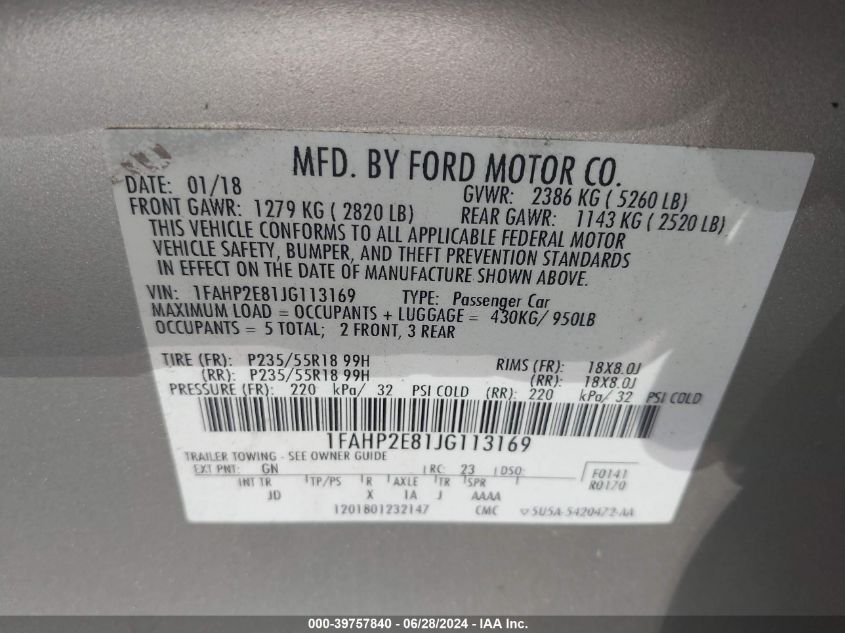 MFD. BY FORD MOTOR CO.
DATE: 01/18 GVWR: 2386 KG ( 5260 LB)
FRONT GAWR: 1279 KG ( 2820 LB) REAR GAWR: 1143 KG ( 2520 LB)
THIS VEHICLE CONFORMS TO ALL APPLICABLE FEDERAL MOTOR
VEHICLE SAFETY, BUMPER, AND THEFT PREVENTION STANDARDS
IN EFFECT ON THE DATE OF MANUFACTURE SHOWN ABOVE.
VIN: 1FAHP2E81JG113169 TYPE: Passenger Car
MAXIMUM LOAD = OCCUPANTS + LUGGAGE = 430KG/ 950LB
OCCUPANTS = 5 TOTAL; 2 FRONT, 3 REAR
TIRE (FR): P235/55R18 99H RIMS (FR): 18X8.0J
(RR): P235/55R18 99H (RR): 18X8.0J
PRESSURE (FR): 220 kPa/ 32 PSI COLD (RR): 220 kPa/ 32 PSI COLD
1FAHP2E81JG113169
TRAILER TOWING - SEE OWNER GUIDE
EXT PNT: GN RC: 23 DSO: F0141
INT TR TP/PS R AXLE TR SPR R0170
JD X IA J AAAA
1201801232147 CMC 5U5A-5420472-AA
000-39757840 - 06/28/2024 - IAA Inc.